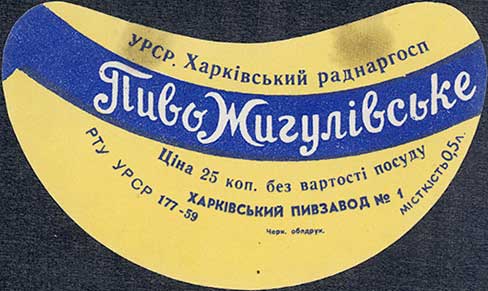 УРСР. Харківський раднаргосп
Пиво Жигулівське
Ціна 25 коп. без вартості посуду
РТУ УРСР 177-59
ХАРКІВСЬКИЙ ПИВЗАВОД № 1
місткість 0,5 л.
Черк. облдрук.